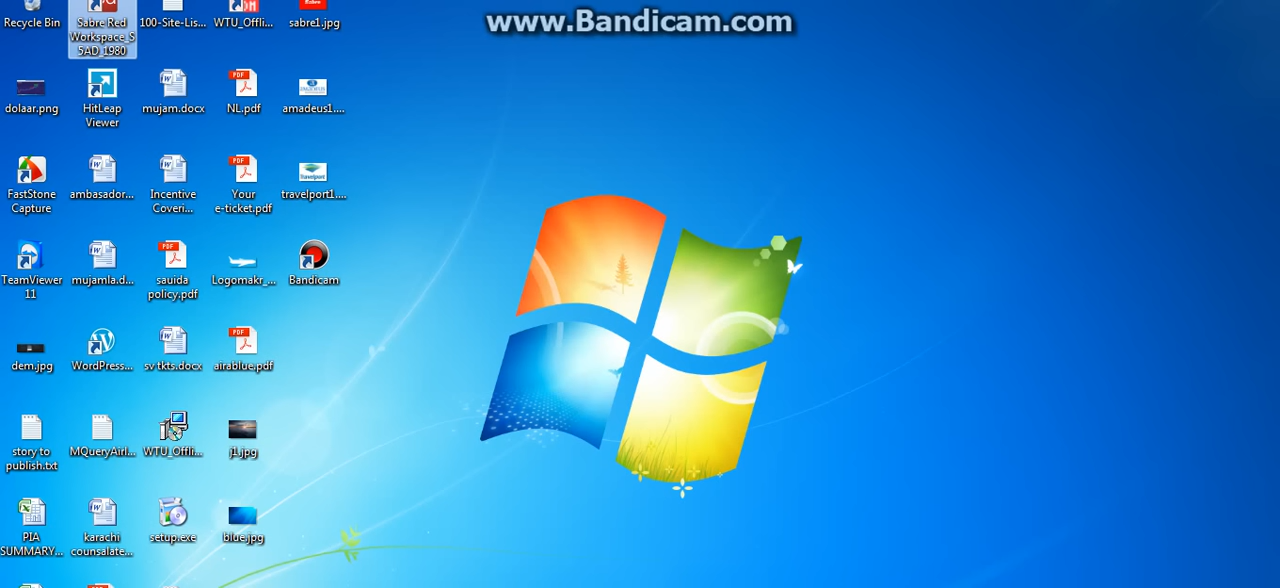 www.Bandicam.com
Recycle Bin
Sabre Red
Workespace_S
5AD_1980
100-Site-Lis...
WTU_Offli...
sabre1.jpg
dolaar.png
HitLeap
Viewer
mujam.docx
NL.pdf
amadeus1....
FastStone
Capture
ambasador...
Incentive
Coveri...
Your
e-ticket.pdf
travelport1....
TeamViewer
11
mujamla.d...
sauida
policy.pdf
Logomakr_...
Bandicam
dem.jpg
WordPress...
sv tkts.docx
airablue.pdf
story to
publish.txt
MQueryAirl...
WTU_Offli...
j1.jpg
PIA
SUMMARY...
karachi
counsalate...
setup.exe
blue.jpg